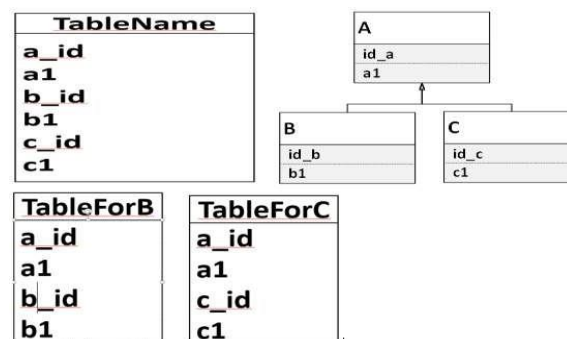 TableName
a_id
a1
b_id
b1
c_id
c1
A
id_a
a1
B
id_b
b1
C
id_c
c1
TableForB
a_id
a1
b_id
b1
TableForC
a_id
a1
c_id
c1